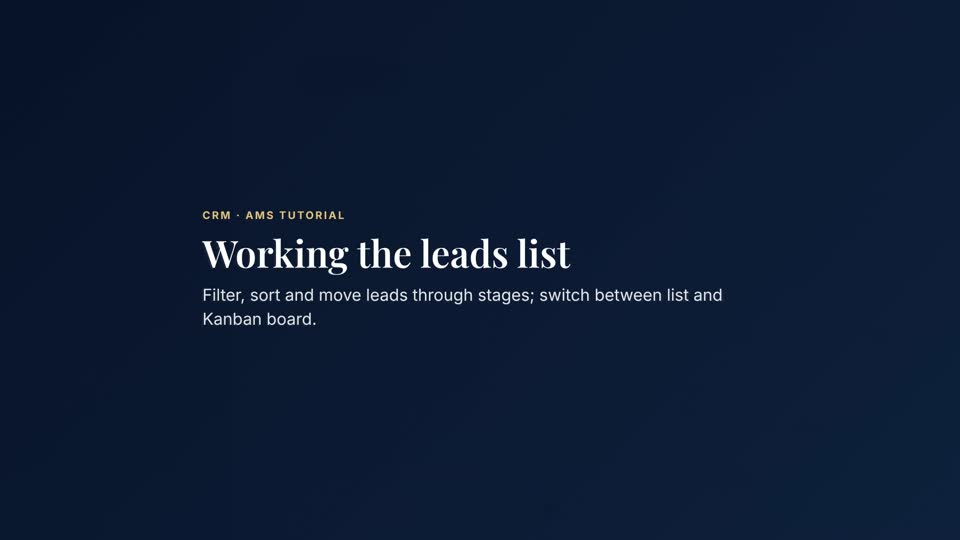 CRM · AMS TUTORIAL
Working the leads list
Filter, sort and move leads through stages; switch between list and
Kanban board.